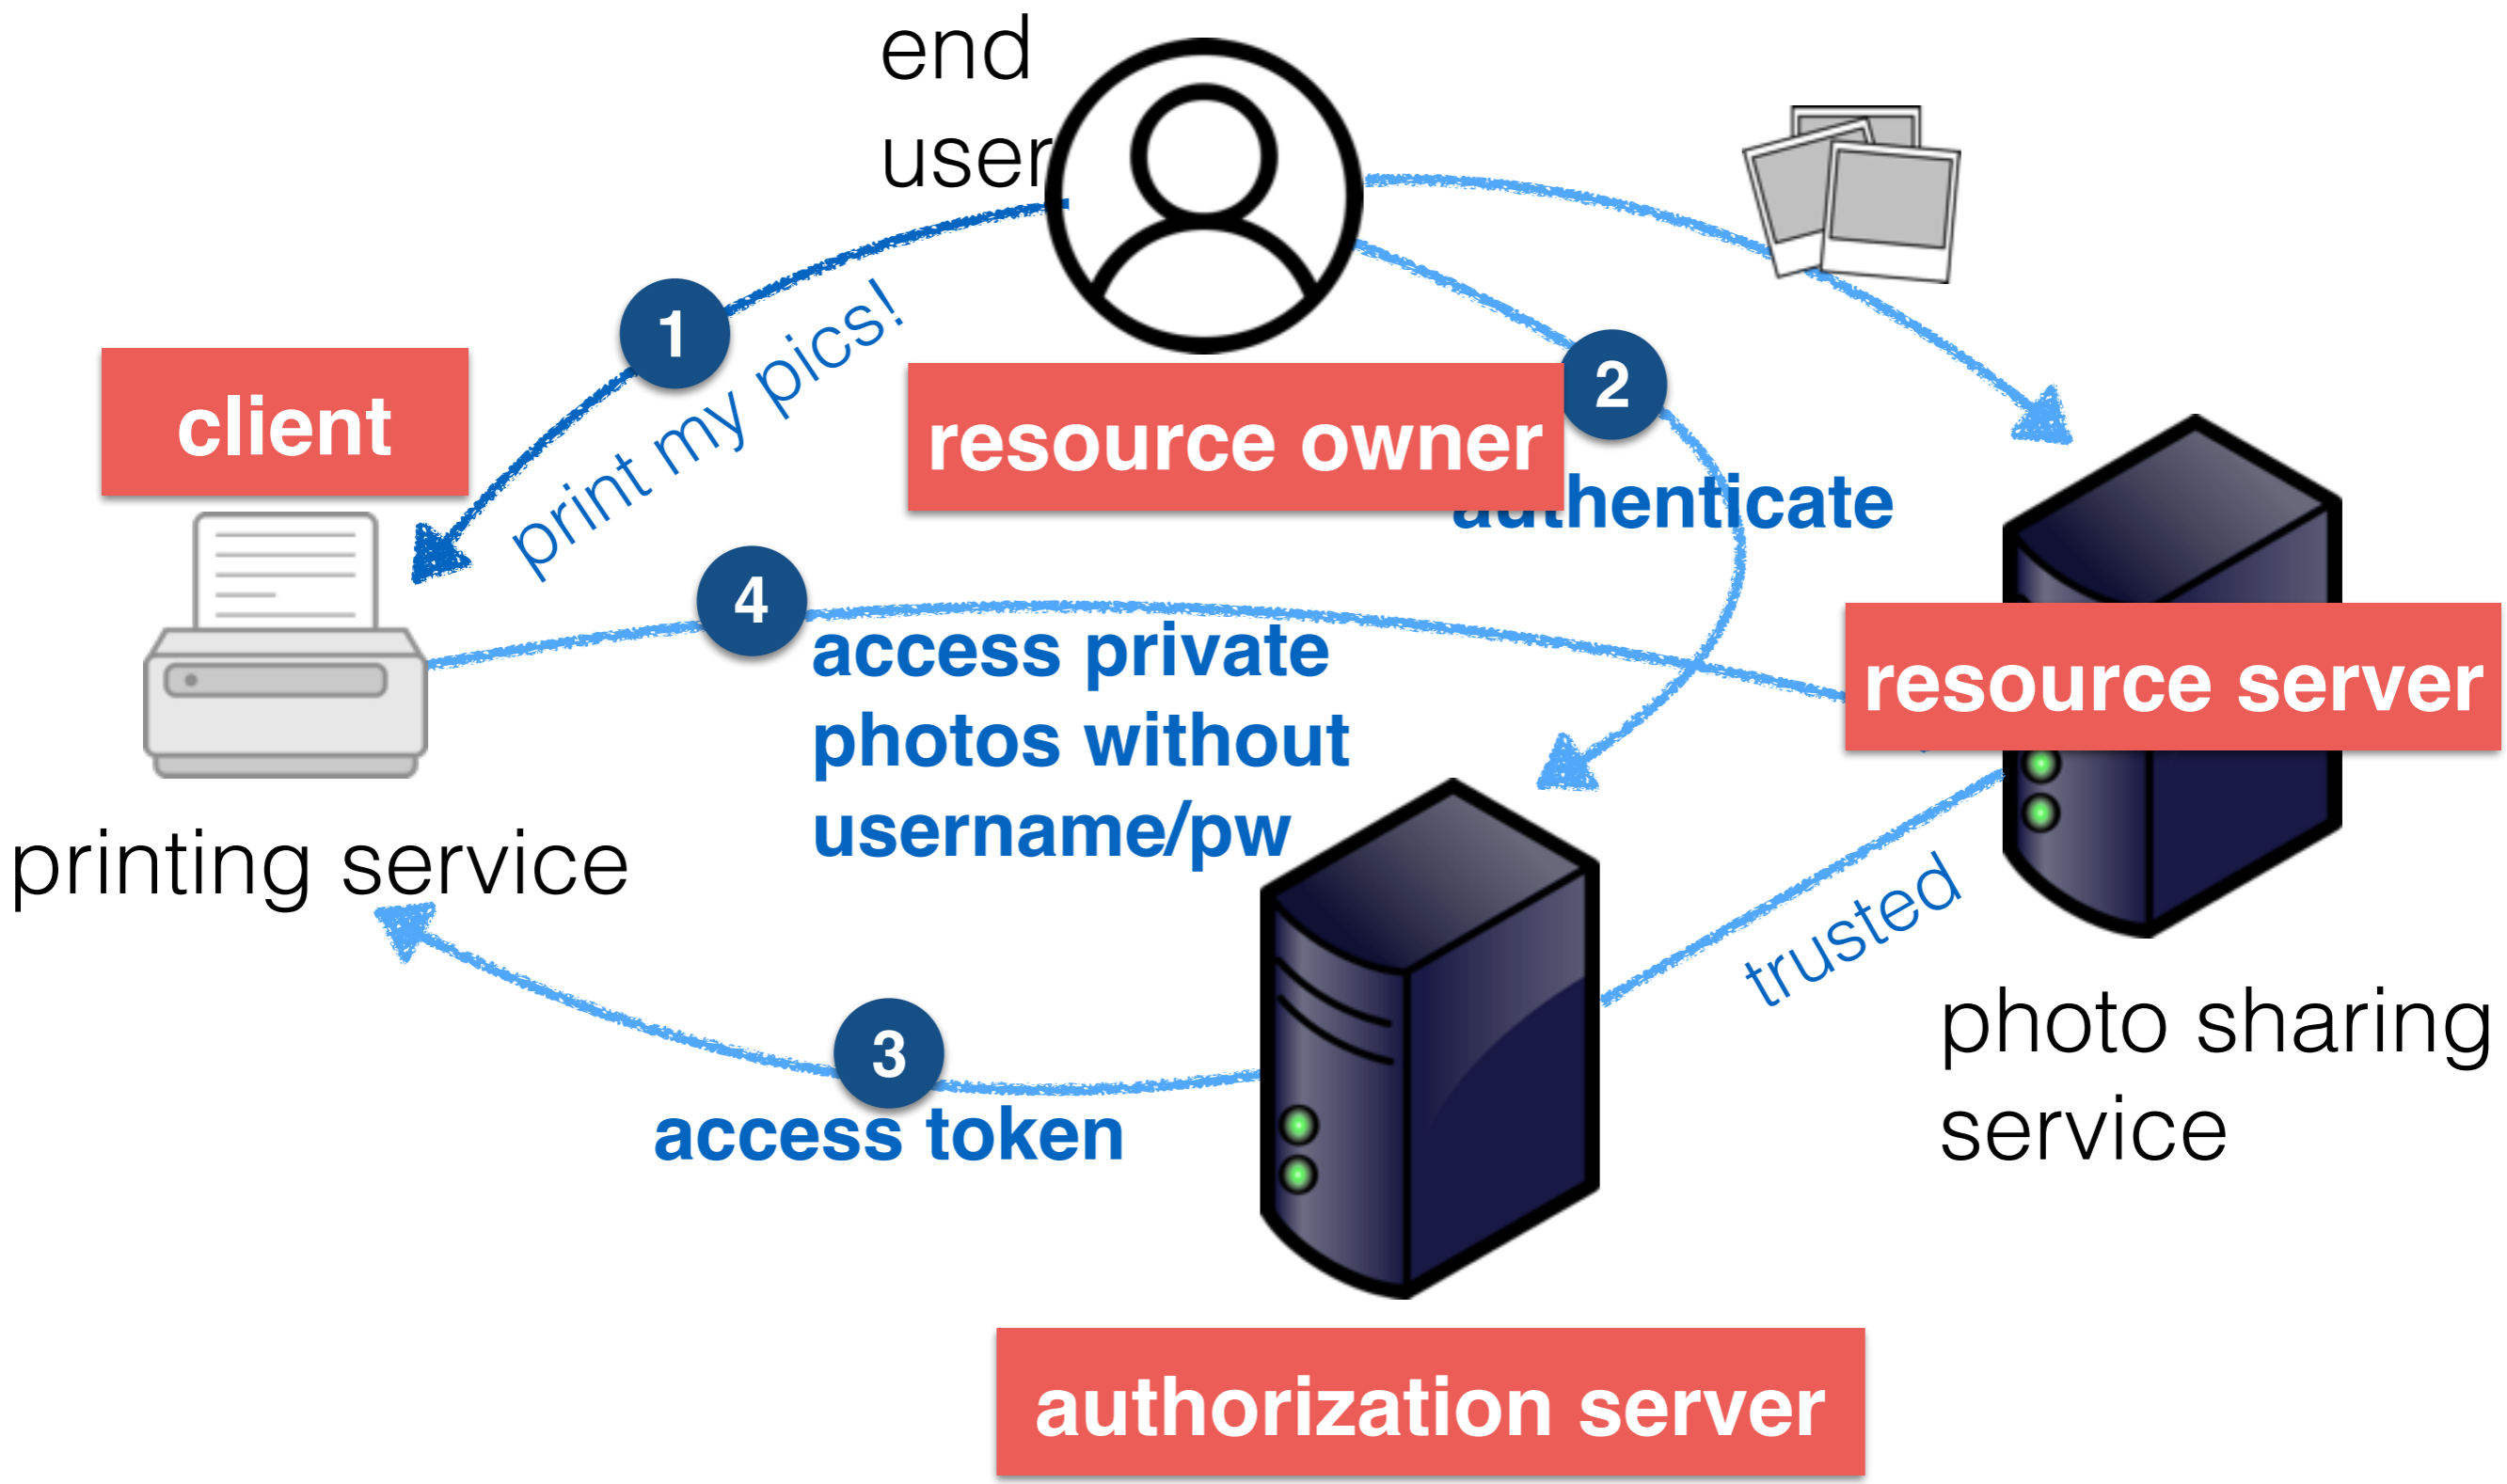 end
user
1
print my pics!
client
resource owner
2
authenticate
4
access private
photos without
username/pw
resource server
printing service
trusted
photo sharing
service
3
access token
authorization server